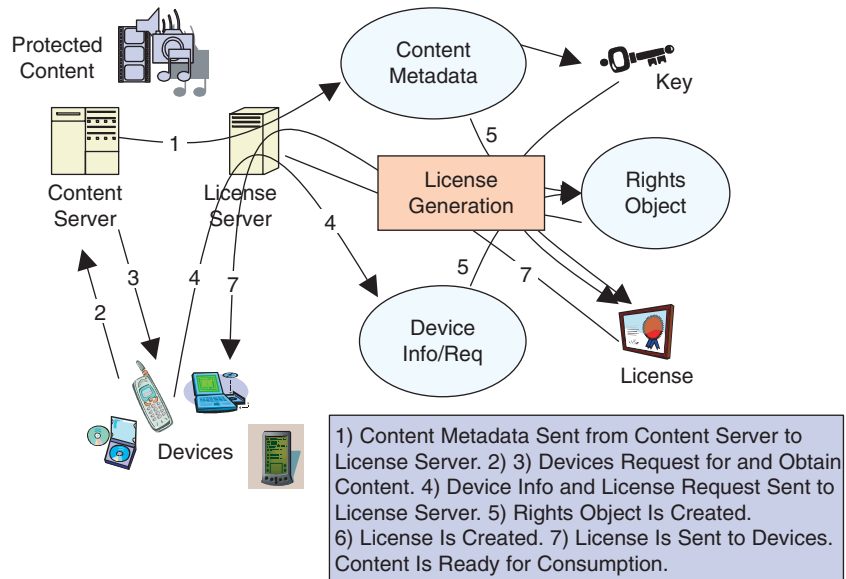 Protected
Content
Content
Metadata
Key
1
5
Content
Server
License
Server
License
Generation
Rights
Object
4
3
4
7
5
7
2
Device
Info/Req
License
Devices
1) Content Metadata Sent from Content Server to
License Server. 2) 3) Devices Request for and Obtain
Content. 4) Device Info and License Request Sent to
License Server. 5) Rights Object Is Created.
6) License Is Created. 7) License Is Sent to Devices.
Content Is Ready for Consumption.